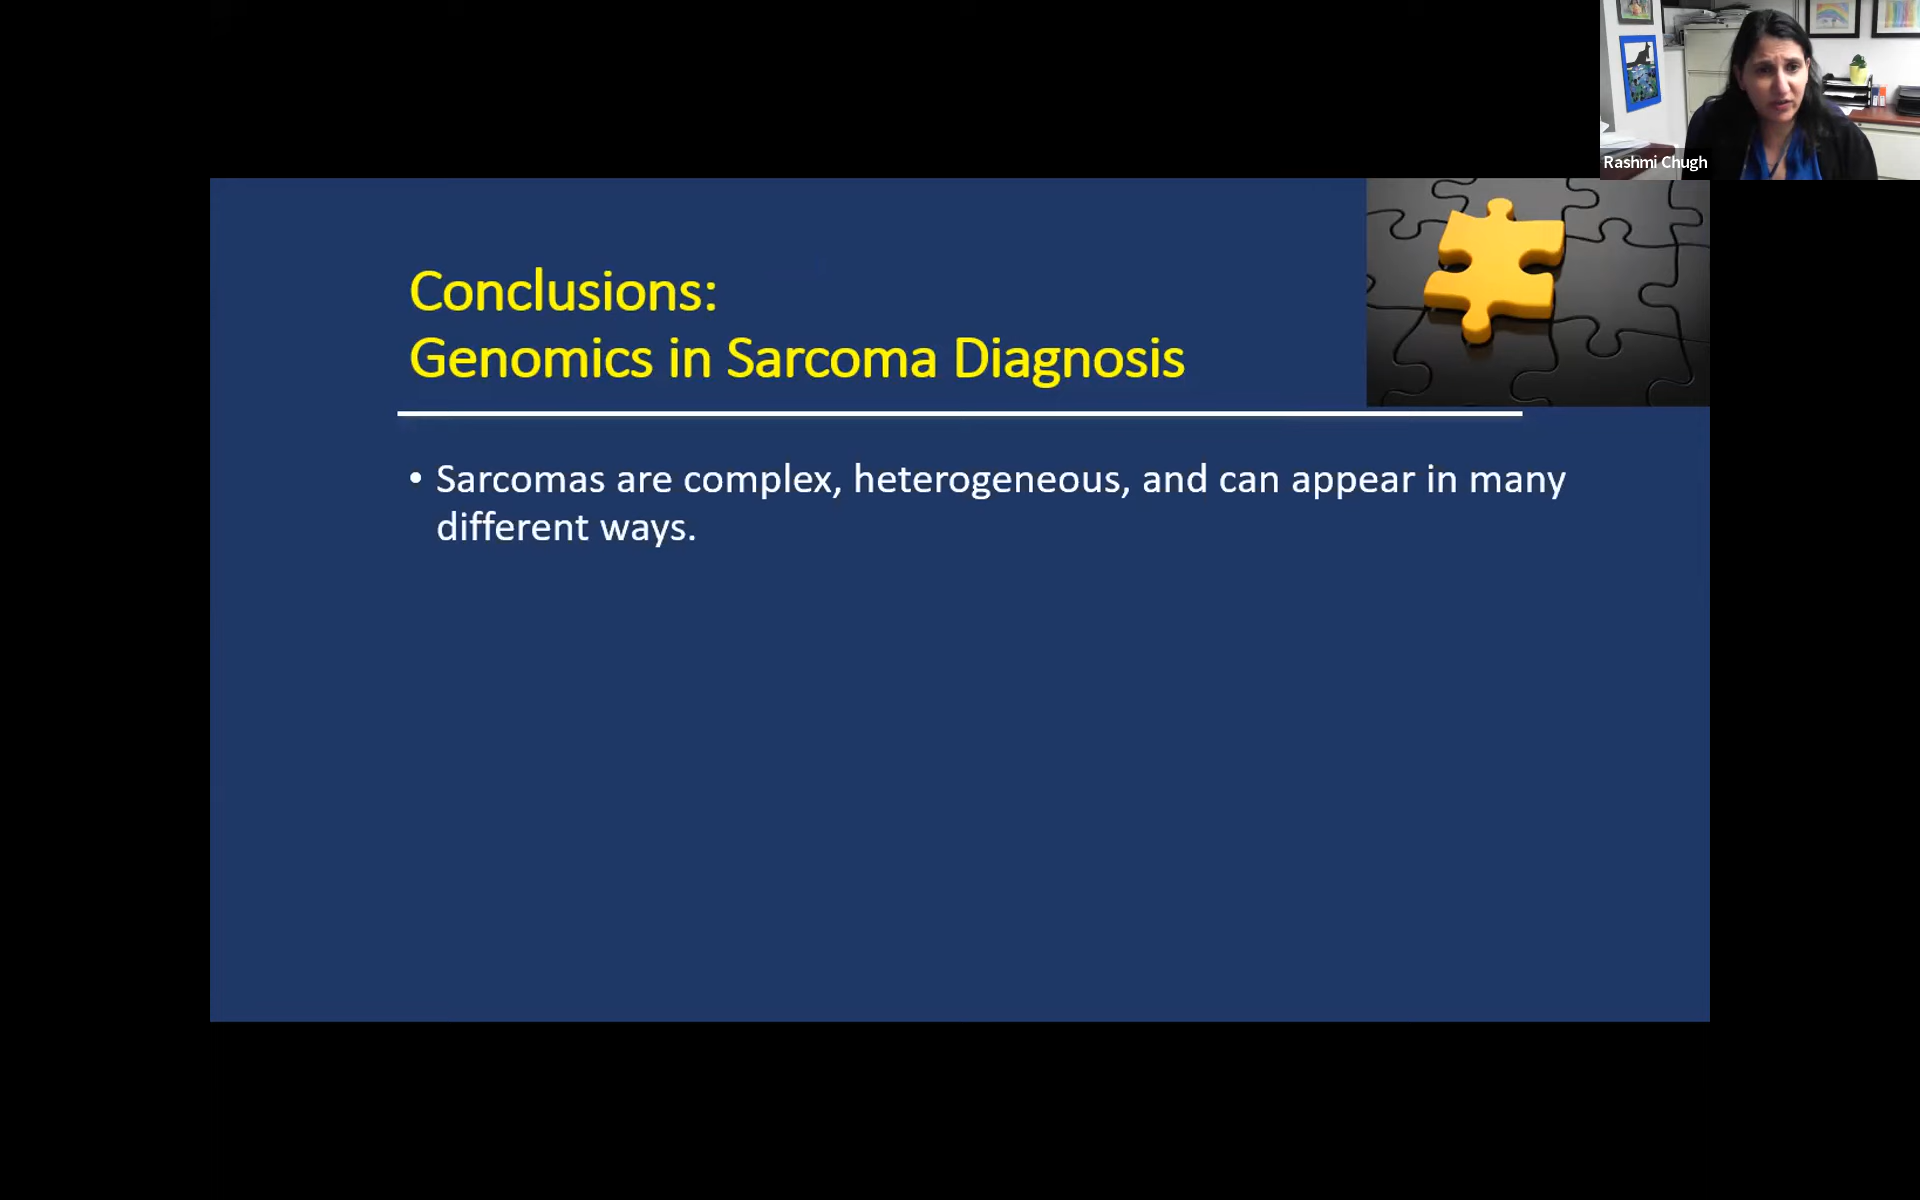 Rashmi Chugh
Conclusions:
Genomics in Sarcoma Diagnosis
• Sarcomas are complex, heterogeneous, and can appear in many
different ways.